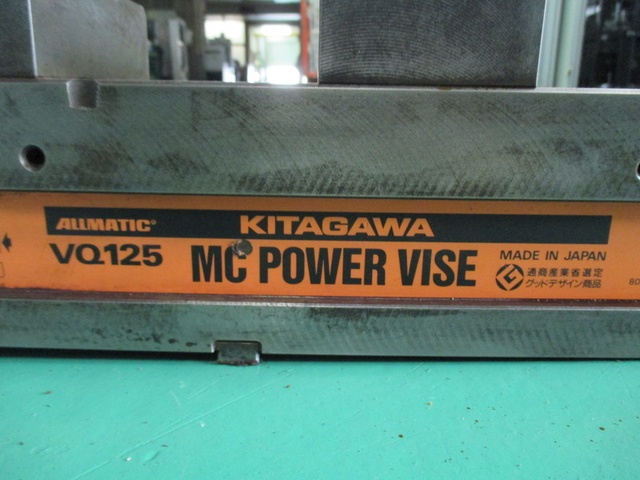 ALLMATIC® KITAGAWA
VQ125 MC POWER VISE MADE IN JAPAN
通商産業省選定
グッドデザイン商品
80